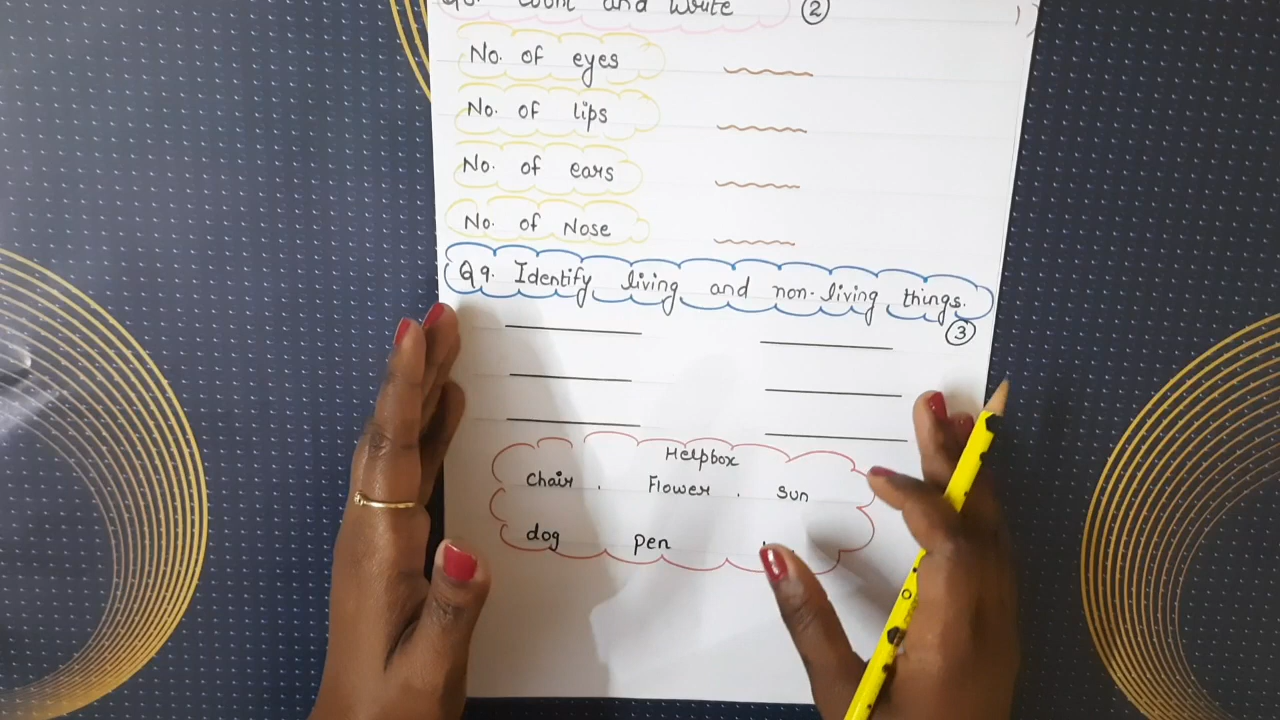 Count and write (2)
No. of eyes
No. of lips
No. of ears
No. of Nose
Q9. Identify living and non-living things.
(3)
Helpbox
chair . Flower . sun
dog pen